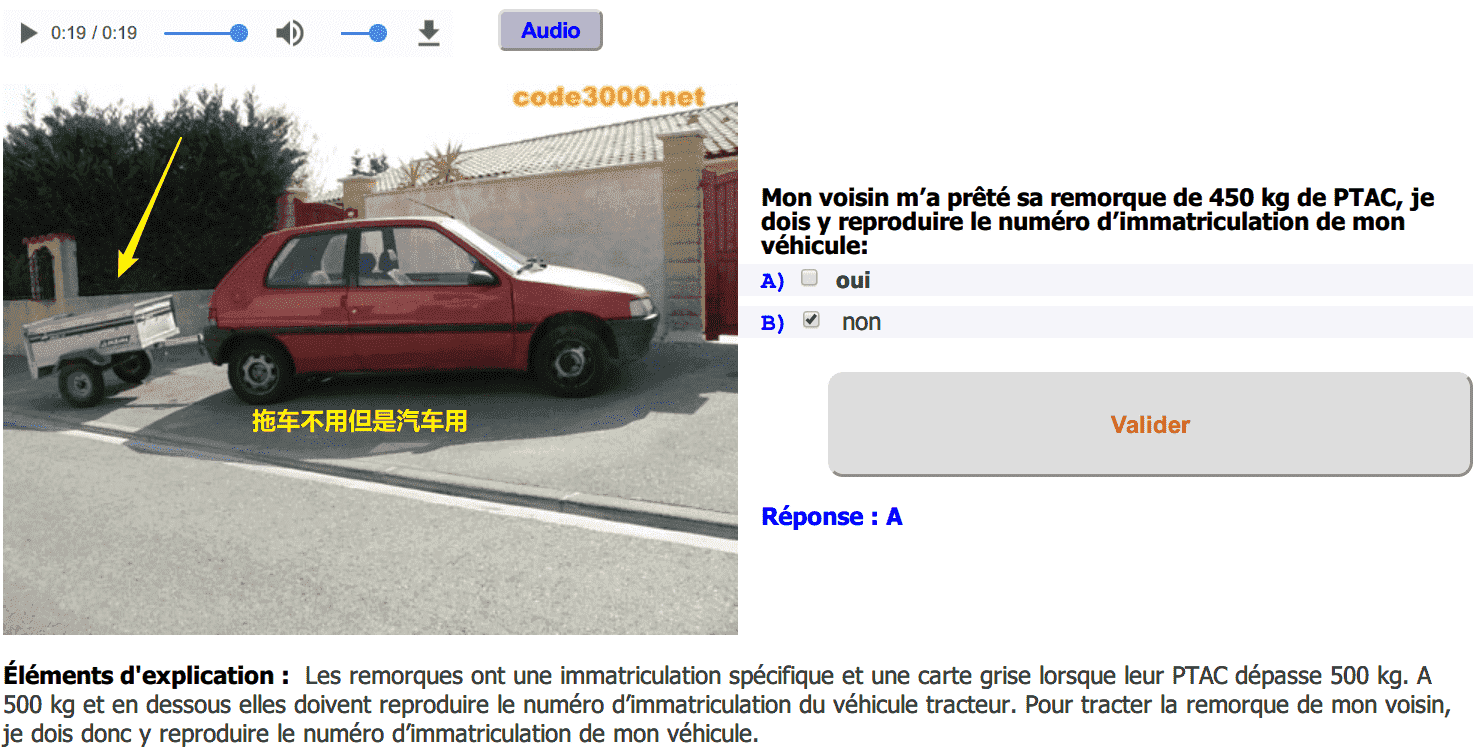 0:19 / 0:19
Audio
code3000.net
拖车不用但是汽车用
Mon voisin m’a prêté sa remorque de 450 kg de PTAC, je
dois y reproduire le numéro d’immatriculation de mon
véhicule:
A) oui
B) non
Valider
Réponse : A
Éléments d'explication : Les remorques ont une immatriculation spécifique et une carte grise lorsque leur PTAC dépasse 500 kg. A
500 kg et en dessous elles doivent reproduire le numéro d’immatriculation du véhicule tracteur. Pour tracter la remorque de mon voisin,
je dois donc y reproduire le numéro d’immatriculation de mon véhicule.